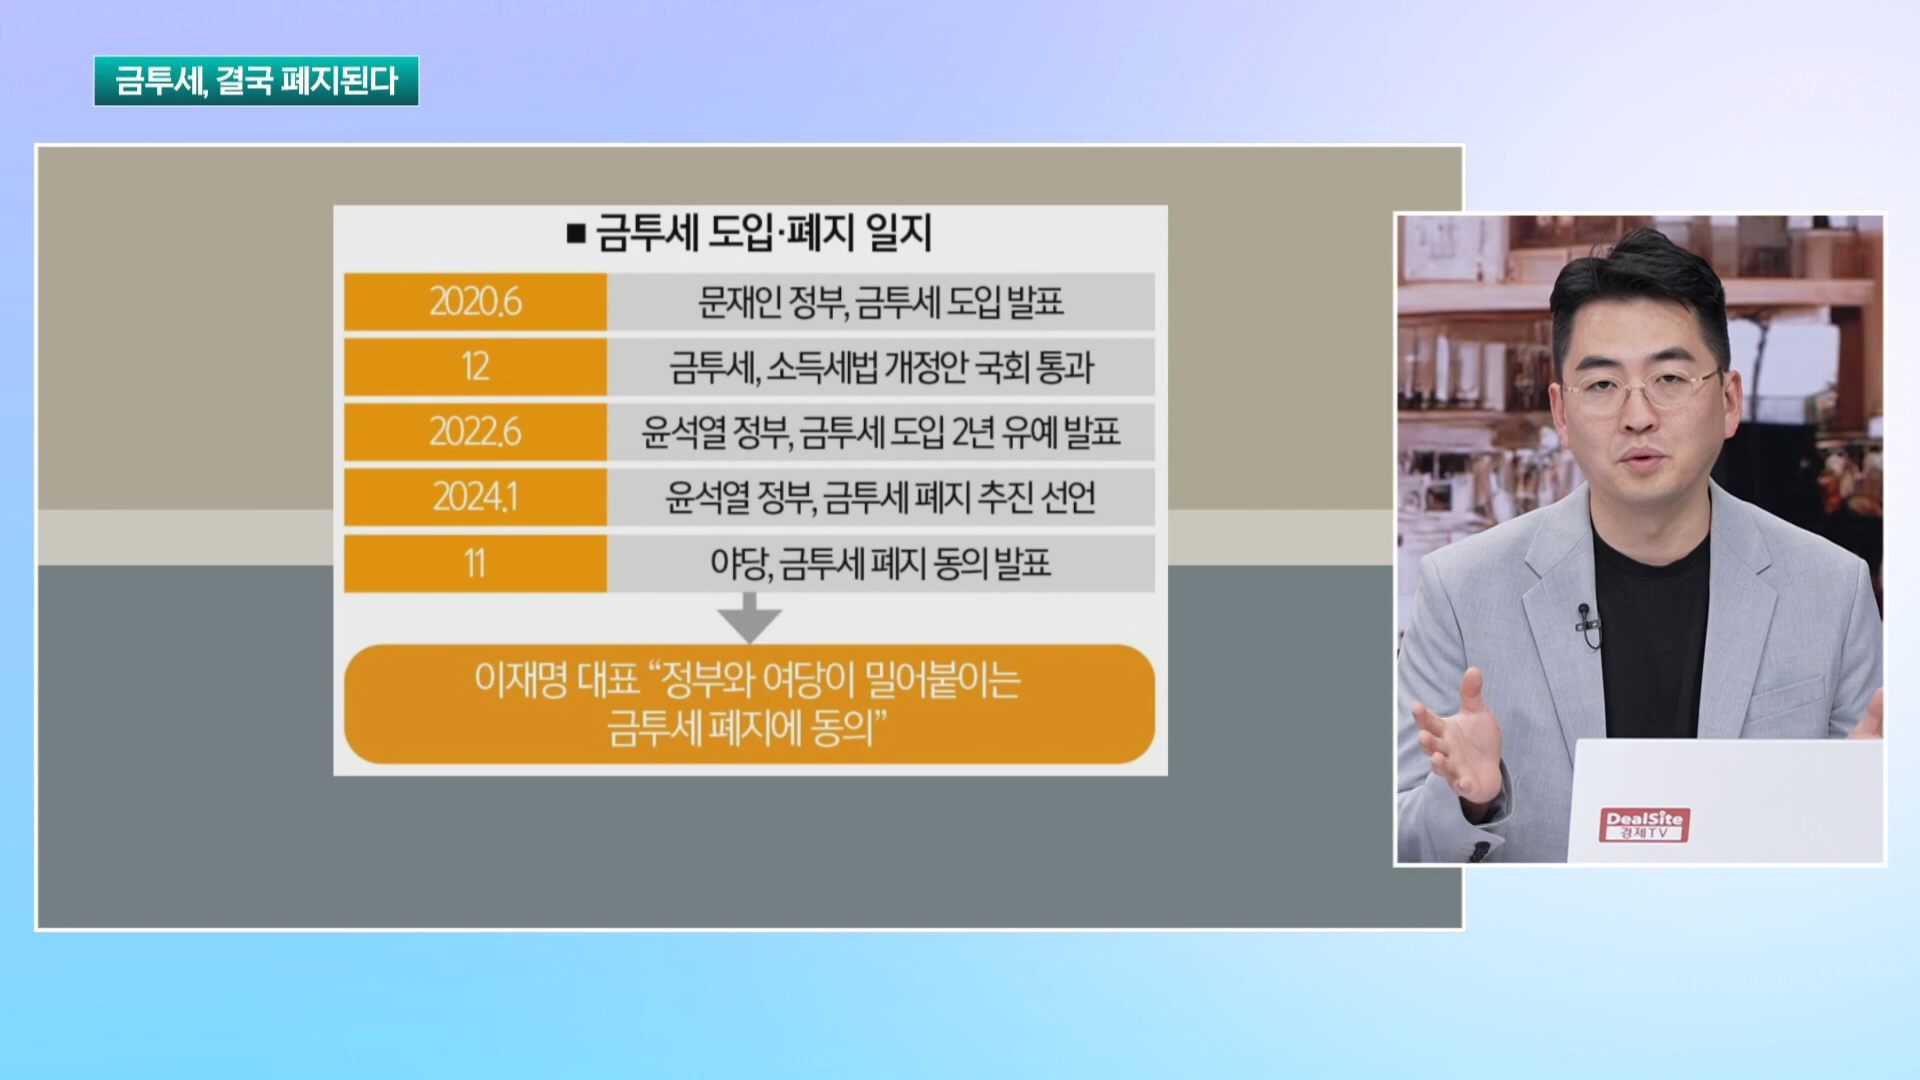 금투세, 결국 폐지된다
■ 금투세 도입·폐지 일지
2020.6 문재인 정부, 금투세 도입 발표
12 금투세, 소득세법 개정안 국회 통과
2022.6 윤석열 정부, 금투세 도입 2년 유예 발표
2024.1 윤석열 정부, 금투세 폐지 추진 선언
11 야당, 금투세 폐지 동의 발표
이재명 대표 “정부와 여당이 밀어붙이는
금투세 폐지에 동의”
DealSite
경제TV